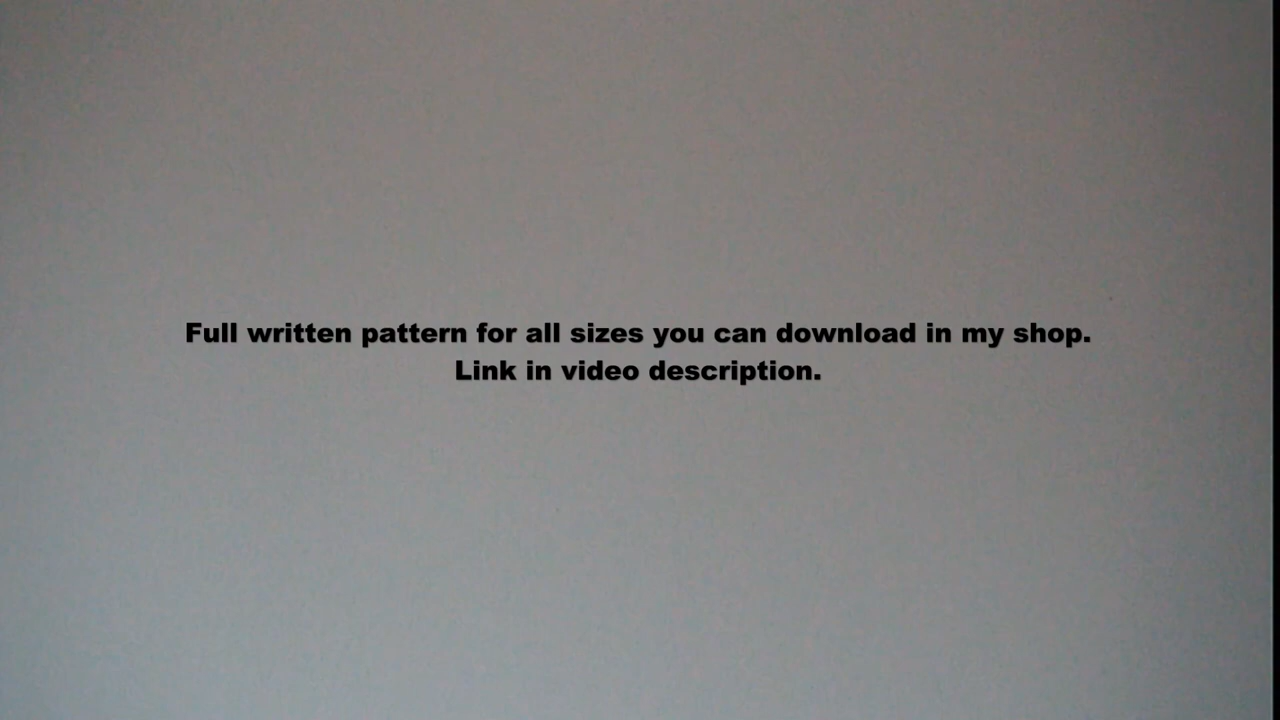 Full written pattern for all sizes you can download in my shop.
Link in video description.